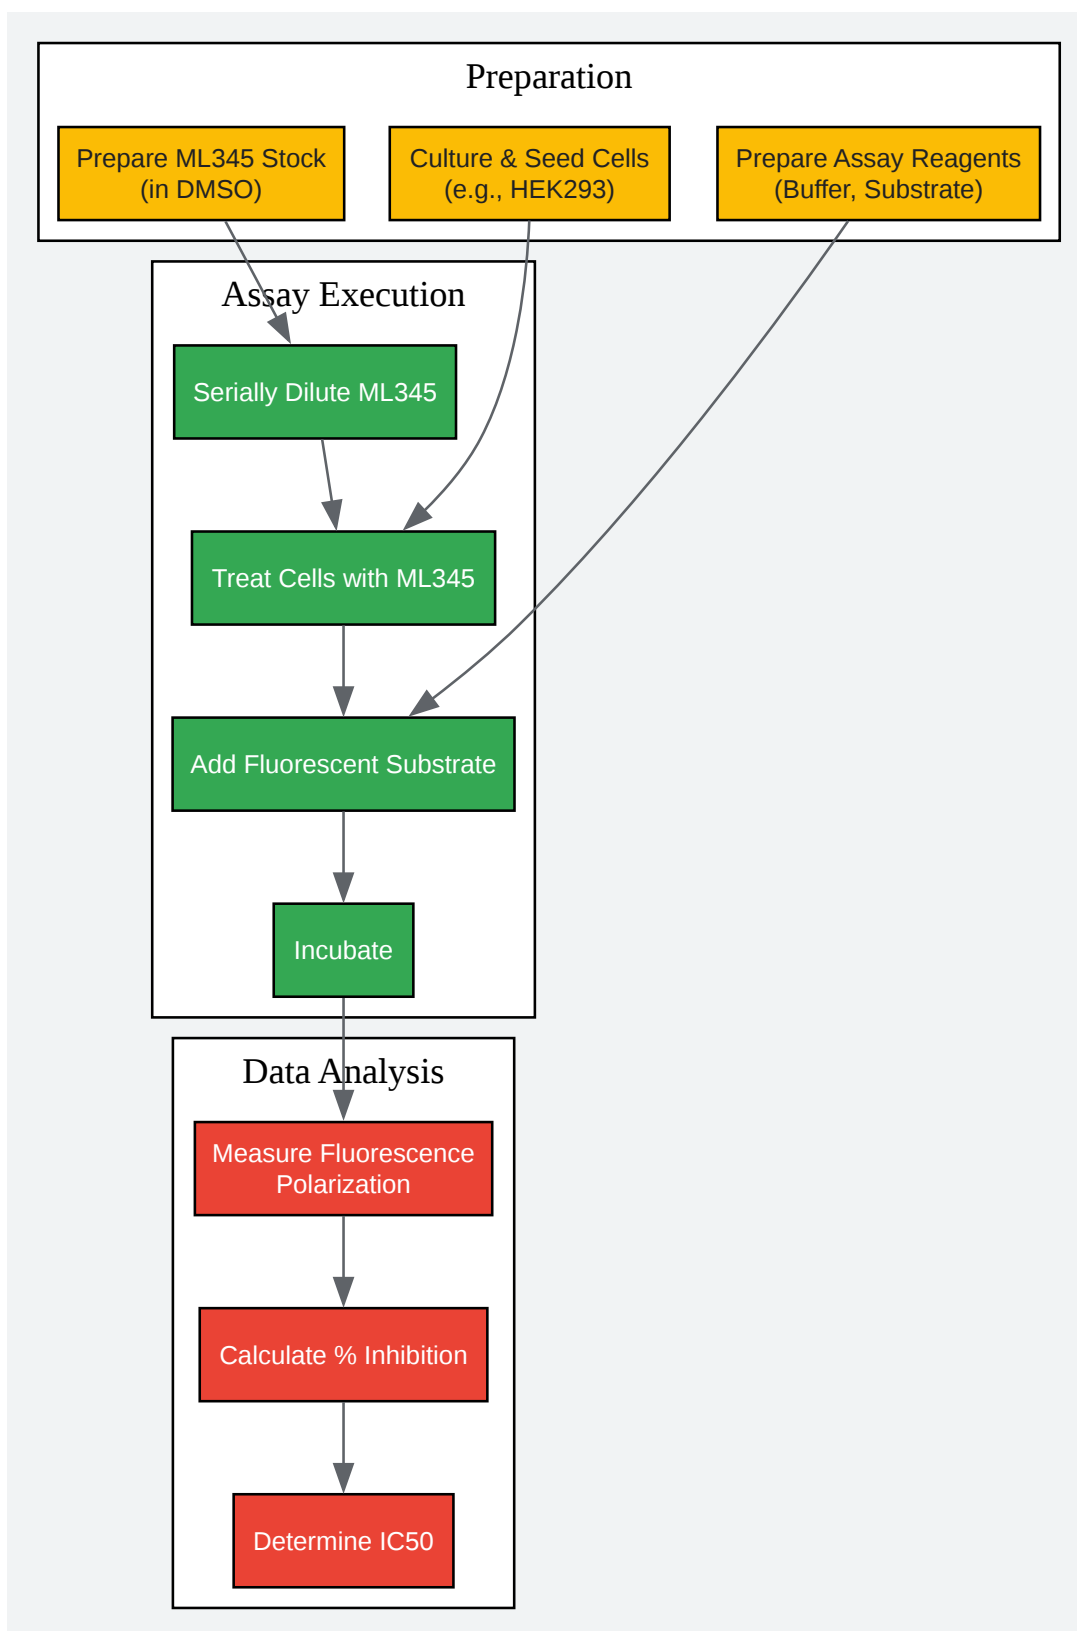 Preparation
Prepare ML345 Stock
(in DMSO)
Culture & Seed Cells
(e.g., HEK293)
Prepare Assay Reagents
(Buffer, Substrate)
Assay Execution
Serially Dilute ML345
Treat Cells with ML345
Add Fluorescent Substrate
Incubate
Data Analysis
Measure Fluorescence
Polarization
Calculate % Inhibition
Determine IC50